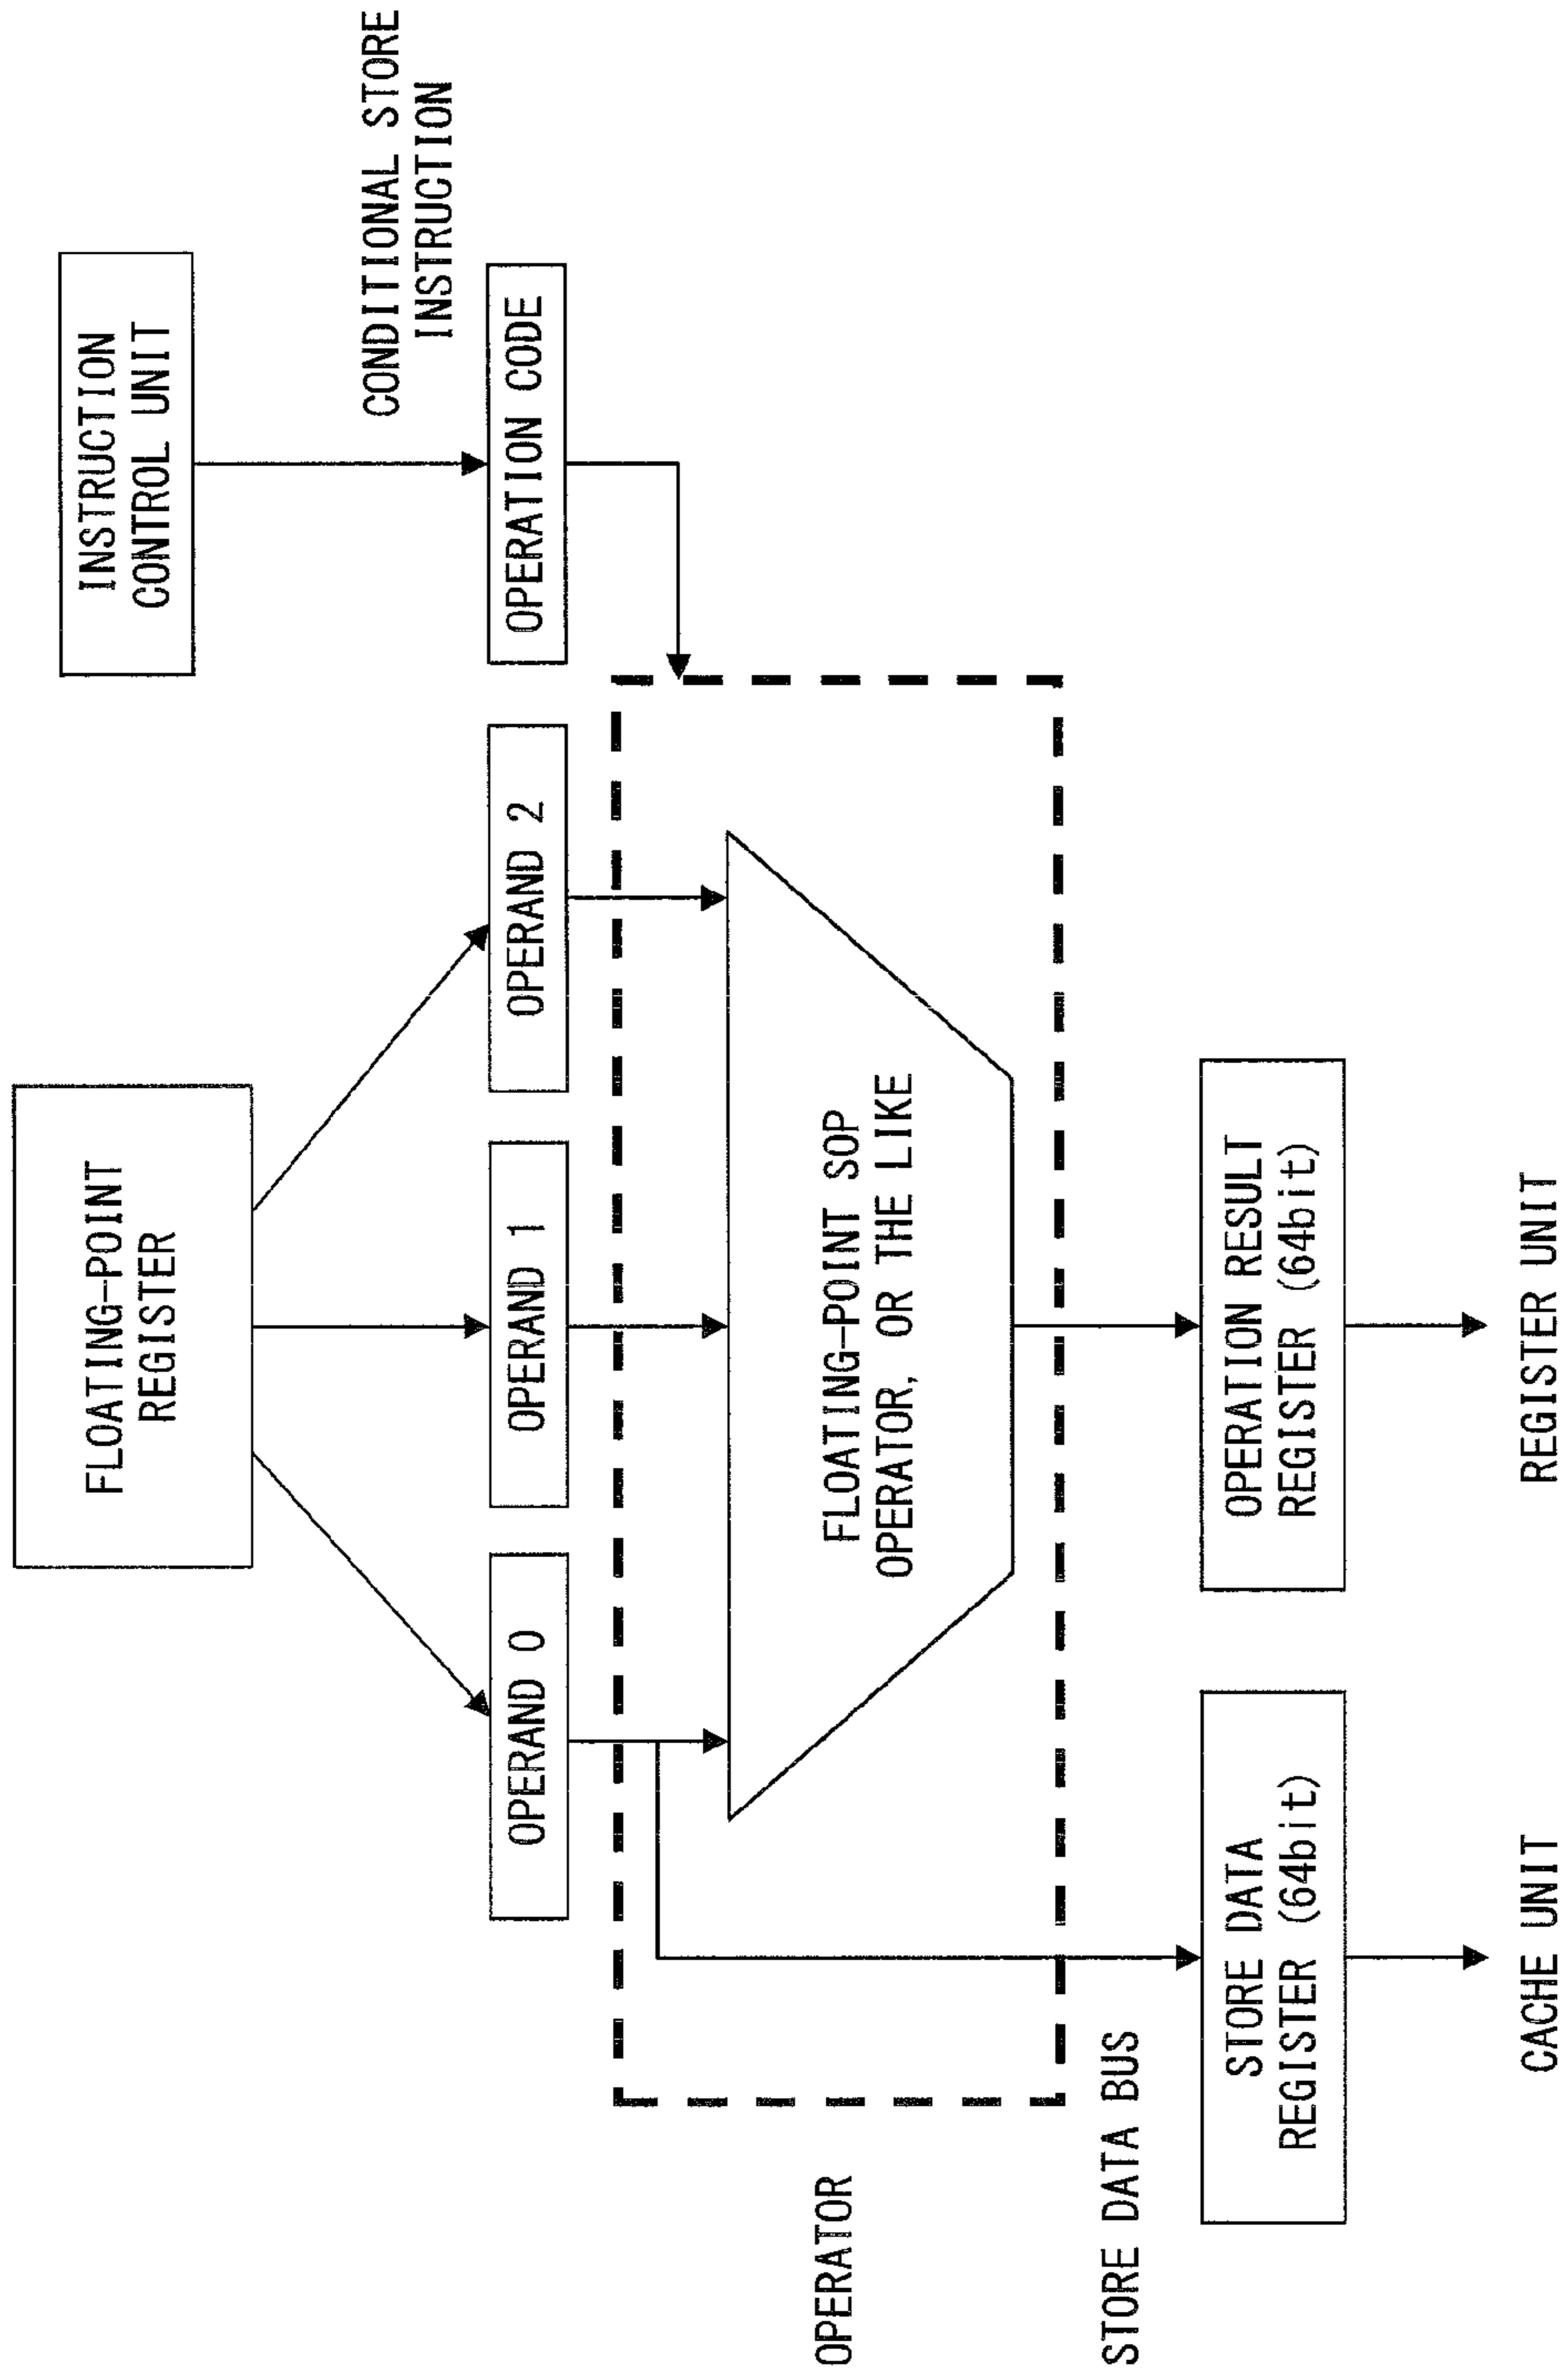 FLOATING-POINT
REGISTER
INSTRUCTION
CONTROL UNIT
CONDITIONAL STORE
INSTRUCTION
OPERAND 0
OPERAND 1
OPERAND 2
OPERATION CODE
OPERATOR
FLOATING-POINT SOP
OPERATOR, OR THE LIKE
STORE DATA BUS
STORE DATA
REGISTER (64bit)
OPERATION RESULT
REGISTER (64bit)
CACHE UNIT
REGISTER UNIT